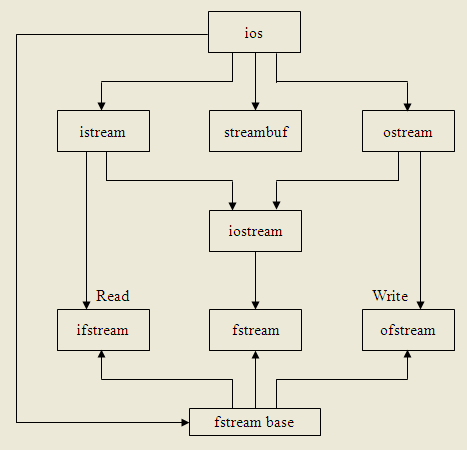 ios
istream
streambuf
ostream
iostream
Read
Write
ifstream
fstream
ofstream
fstream base